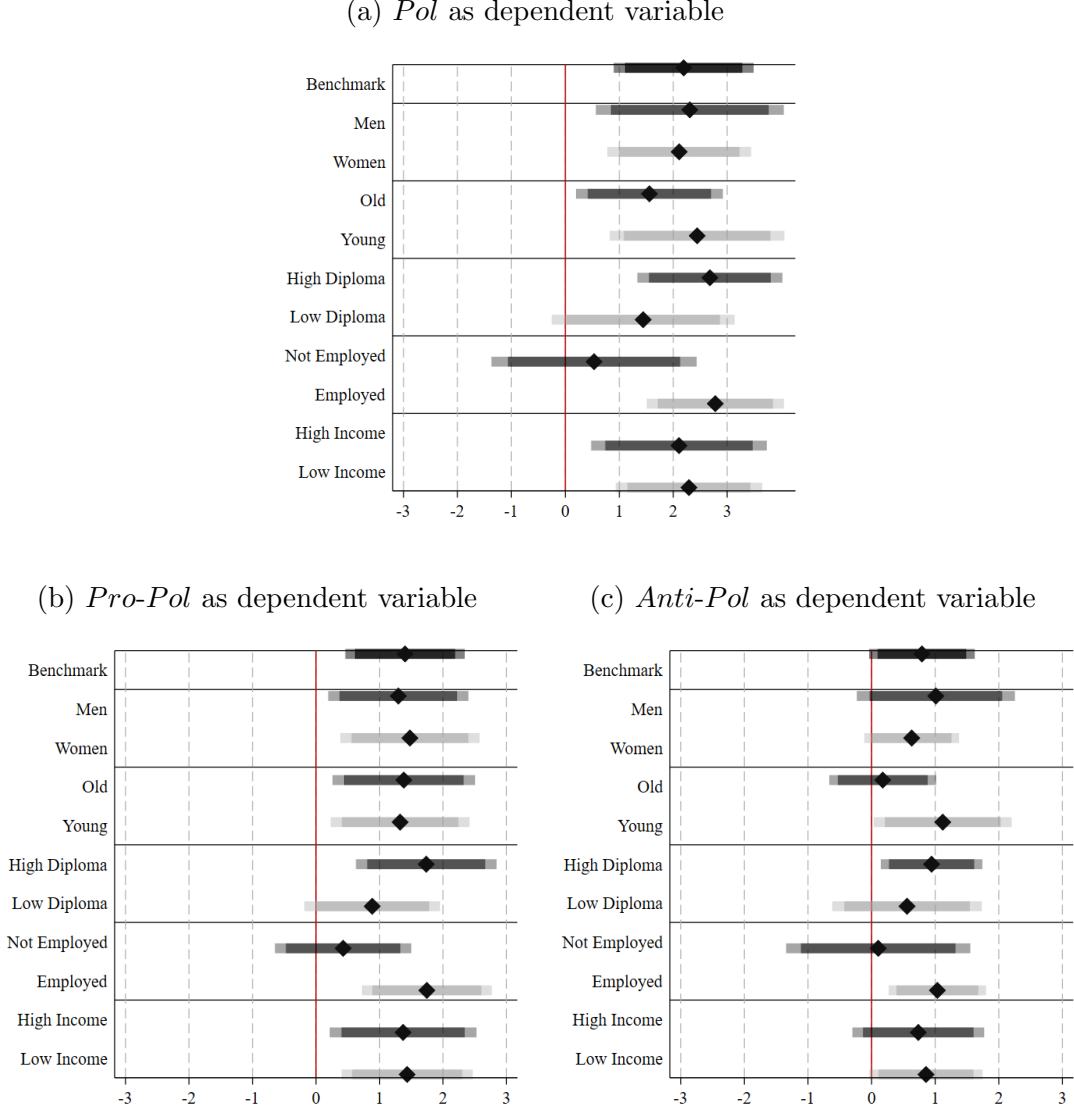 (a) Pol as dependent variable
Benchmark
Men
Women
Old
Young
High Diploma
Low Diploma
Not Employed
Employed
High Income
Low Income
-3 -2 -1 0 1 2 3
(b) Pro-Pol as dependent variable
Benchmark
Men
Women
Old
Young
High Diploma
Low Diploma
Not Employed
Employed
High Income
Low Income
-3 -2 -1 0 1 2 3
(c) Anti-Pol as dependent variable
Benchmark
Men
Women
Old
Young
High Diploma
Low Diploma
Not Employed
Employed
High Income
Low Income
-3 -2 -1 0 1 2 3